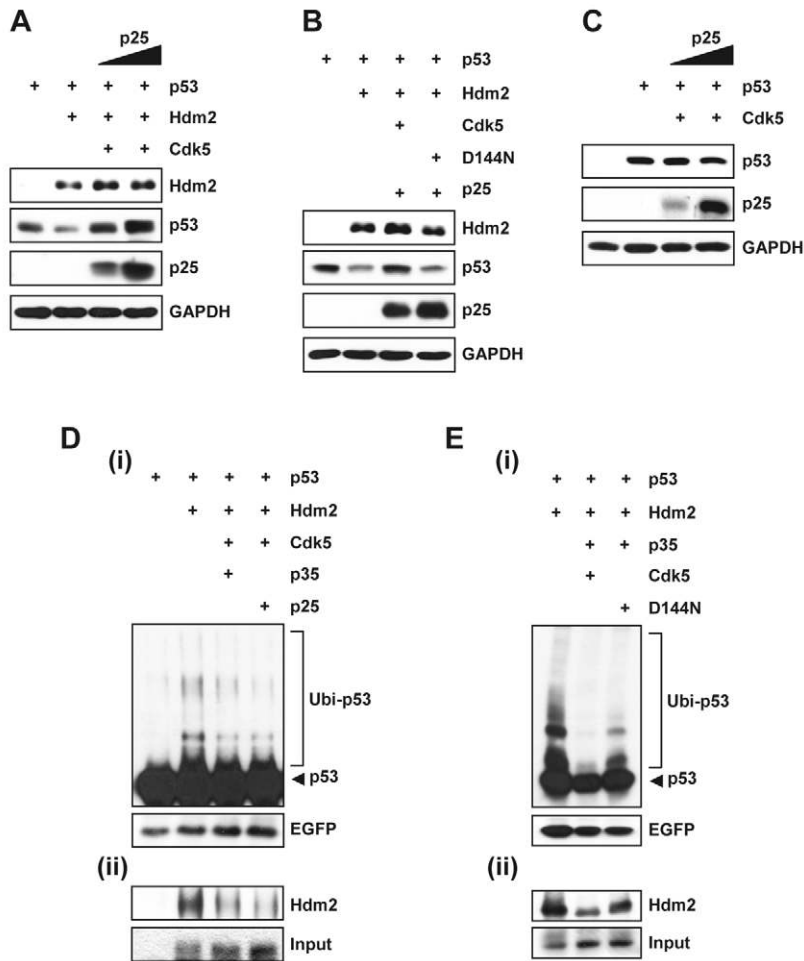 A
p25
+ + + + p53
+ + + Hdm2
+ + Cdk5
Hdm2
p53
p25
GAPDH
B
+ + + + p53
+ + + Hdm2
+ Cdk5
+ D144N
+ + p25
Hdm2
p53
p25
GAPDH
C
p25
+ + + p53
+ + Cdk5
p53
p25
GAPDH
D
(i)
+ + + + p53
+ + + Hdm2
+ + Cdk5
+ p35
+ p25
Ubi-p53
◄ p53
EGFP
(ii)
Hdm2
Input
E
(i)
+ + + p53
+ + + Hdm2
+ + p35
+ Cdk5
+ D144N
Ubi-p53
◄ p53
EGFP
(ii)
Hdm2
Input